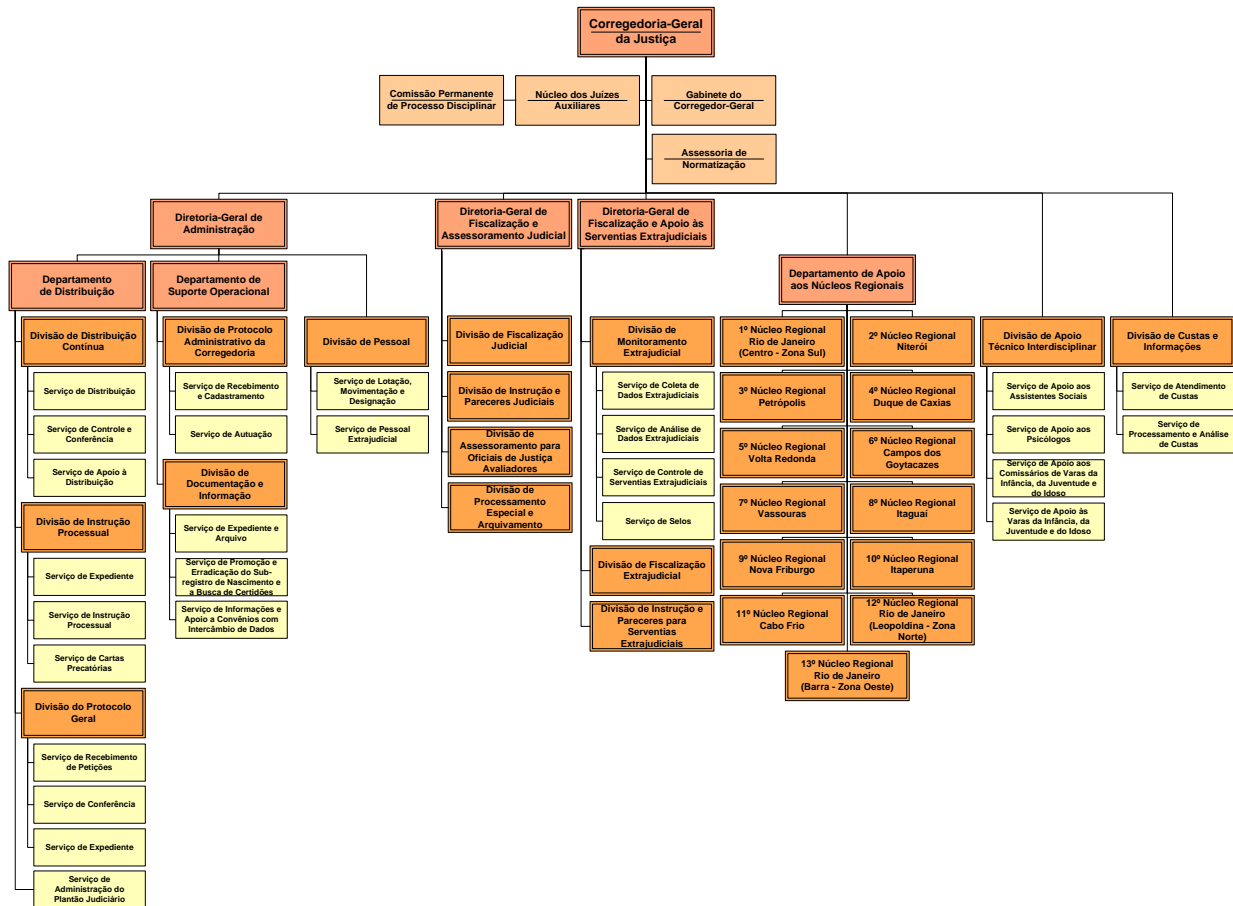 Corregedoria-Geral
da Justiça
Comissão Permanente
de Processo Disciplinar
Núcleo dos Juízes
Auxiliares
Gabinete do
Corregedor-Geral
Assessoria de
Normatização
Diretoria-Geral de
Administração
Diretoria-Geral de
Fiscalização e
Assessoramento Judicial
Diretoria-Geral de
Fiscalização e Apoio às
Serventias Extrajudiciais
Departamento
de Distribuição
Departamento de
Suporte Operacional
Departamento de Apoio
aos Núcleos Regionais
Divisão de Distribuição
Contínua
Serviço de Distribuição
Serviço de Controle e
Conferência
Serviço de Apoio à
Distribuição
Divisão de Instrução
Processual
Serviço de Expediente
Serviço de Instrução
Processual
Serviço de Cartas
Precatórias
Divisão do Protocolo
Geral
Serviço de Recebimento
de Petições
Serviço de Conferência
Serviço de Expediente
Serviço de
Administração do
Plantão Judiciário
Divisão de Protocolo
Administrativo da
Corregedoria
Serviço de Recebimento
e Cadastramento
Serviço de Autuação
Divisão de
Documentação e
Informação
Serviço de Expediente e
Arquivo
Serviço de Promoção e
Erradicação do Sub-
registro de Nascimento e
a Busca de Certidões
Serviço de Informações e
Apoio a Convênios com
Intercâmbio de Dados
Divisão de Pessoal
Serviço de Lotação,
Movimentação e
Designação
Serviço de Pessoal
Extrajudicial
Divisão de Fiscalização
Judicial
Divisão de Instrução e
Pareceres Judiciais
Divisão de
Assessoramento para
Oficiais de Justiça
Avaliadores
Divisão de
Processamento
Especial e
Arquivamento
Divisão de
Monitoramento
Extrajudicial
Serviço de Coleta de
Dados Extrajudiciais
Serviço de Análise de
Dados Extrajudiciais
Serviço de Controle de
Serventias Extrajudiciais
Serviço de Selos
Divisão de Fiscalização
Extrajudicial
Divisão de Instrução e
Pareceres para
Serventias
Extrajudiciais
1º Núcleo Regional
Rio de Janeiro
(Centro - Zona Sul)
2º Núcleo Regional
Niterói
3º Núcleo Regional
Petrópolis
4º Núcleo Regional
Duque de Caxias
5º Núcleo Regional
Volta Redonda
6º Núcleo Regional
Campos dos
Goytacazes
7º Núcleo Regional
Vassouras
8º Núcleo Regional
Itaguaí
9º Núcleo Regional
Nova Friburgo
10º Núcleo Regional
Itaperuna
11º Núcleo Regional
Cabo Frio
12º Núcleo Regional
Rio de Janeiro
(Leopoldina - Zona
Norte)
13º Núcleo Regional
Rio de Janeiro
(Barra - Zona Oeste)
Divisão de Apoio
Técnico Interdisciplinar
Serviço de Apoio aos
Assistentes Sociais
Serviço de Apoio aos
Psicólogos
Serviço de Apoio aos
Comissários de Varas da
Infância, da Juventude e
do Idoso
Serviço de Apoio às
Varas da Infância, da
Juventude e do Idoso
Divisão de Custas e
Informações
Serviço de Atendimento
de Custas
Serviço de
Processamento e Análise
de Custas